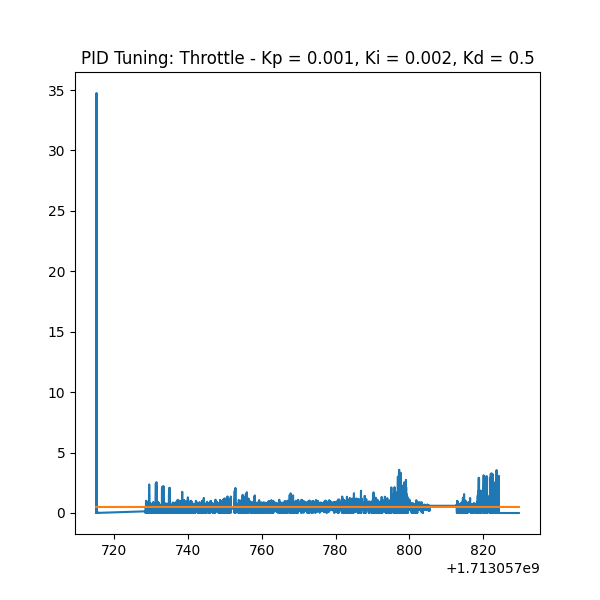 PID Tuning: Throttle - Kp = 0.001, Ki = 0.002, Kd = 0.5
35
30
25
20
15
10
5
0
720 740 760 780 800 820
+1.713057e9